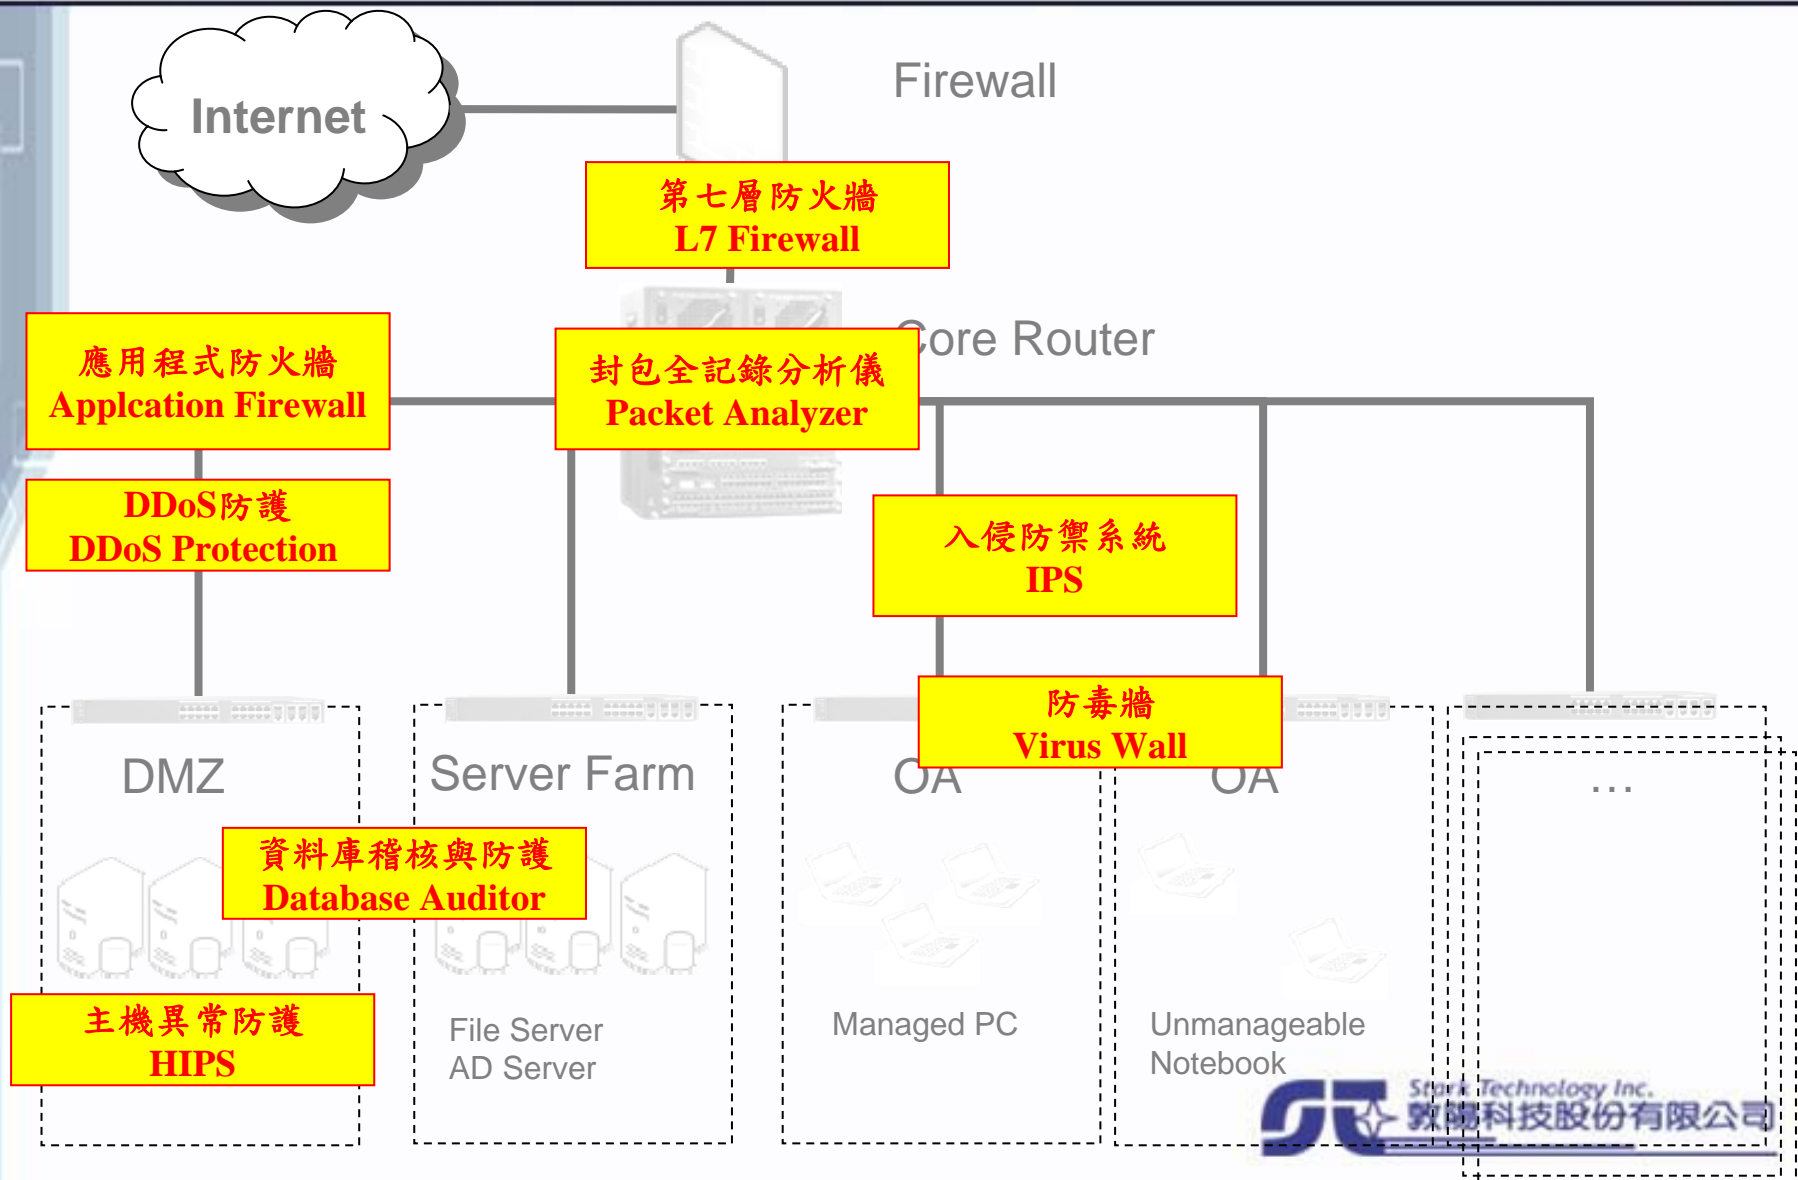 Internet
Firewall
第七層防火牆
L7 Firewall
Core Router
應用程式防火牆
Applcation Firewall
封包全記錄分析儀
Packet Analyzer
DDoS防護
DDoS Protection
入侵防禦系統
IPS
防毒牆
Virus Wall
DMZ
Server Farm
OA
OA
...
資料庫稽核與防護
Database Auditor
主機異常防護
HIPS
File Server
AD Server
Managed PC
Unmanageable
Notebook
Stark Technology Inc.
敦陽科技股份有限公司